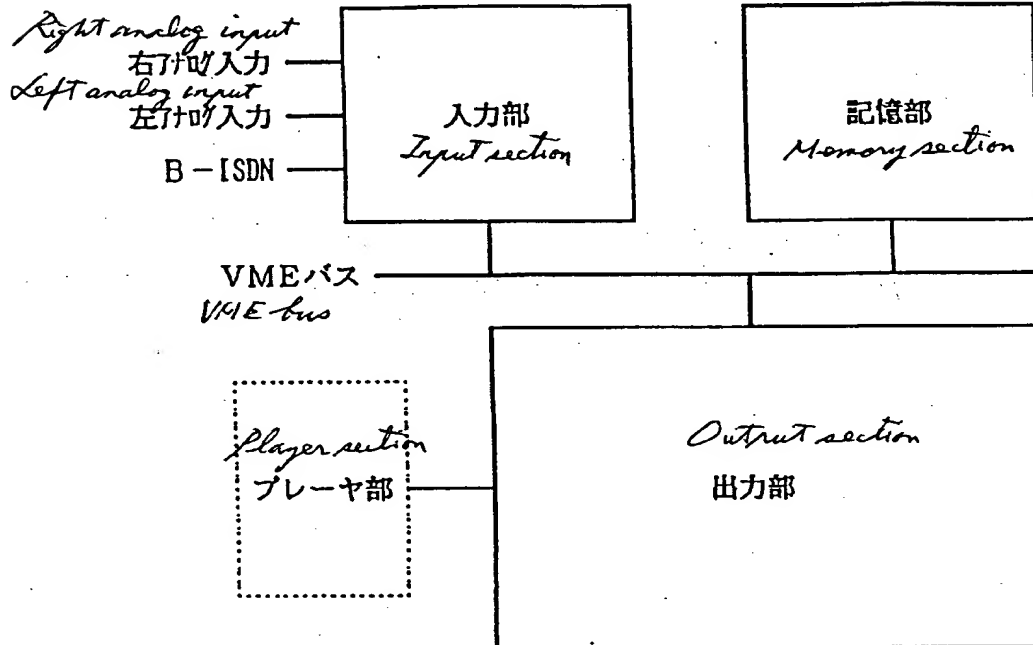 Right analog input
右アナログ入力
Left analog input
左アナログ入力
B-ISDN
入力部
Input section
記憶部
Memory section
VMEバス
VME bus
Player section
プレーヤ部
Output section
出力部